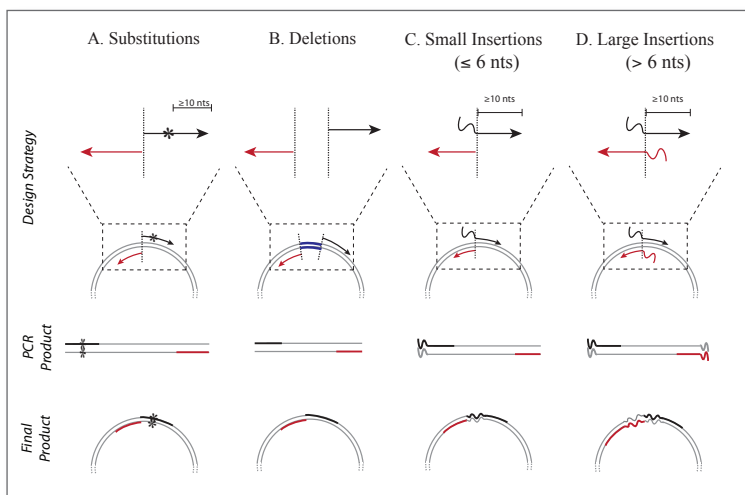 A. Substitutions
B. Deletions
C. Small Insertions
(≤ 6 nts)
D. Large Insertions
(> 6 nts)
≥10 nts
≥10 nts
≥10 nts
Design Strategy
PCR
Product
Final
Product